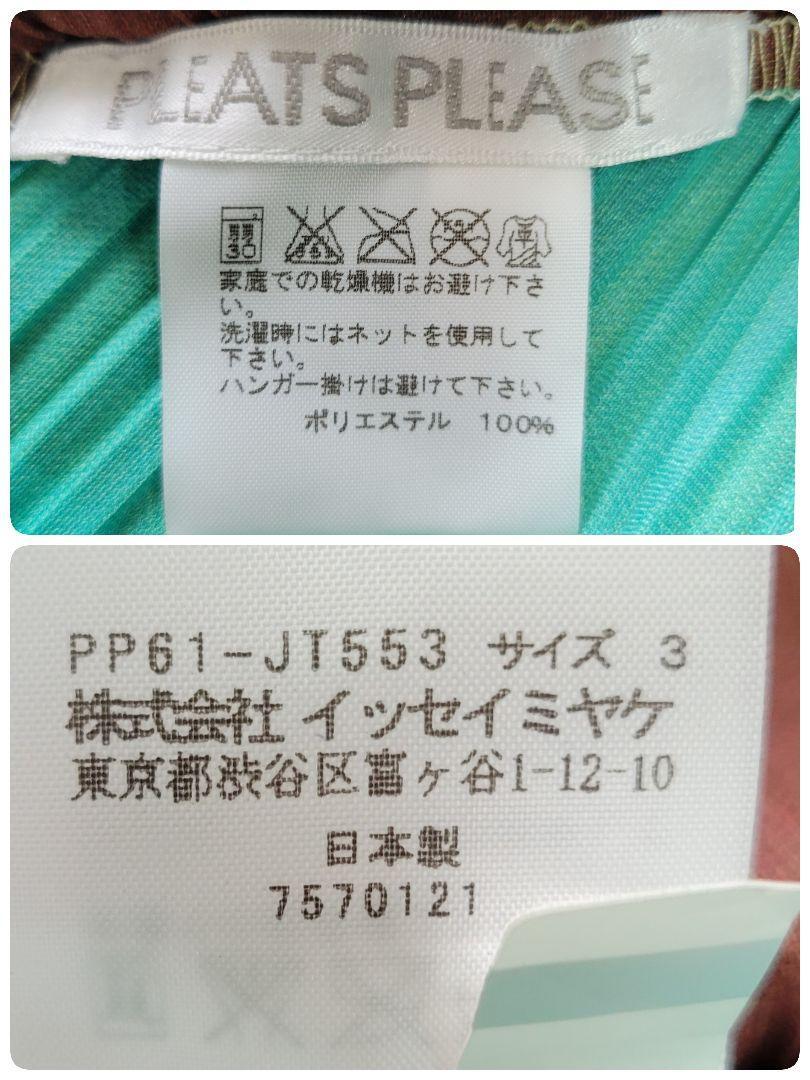 PLEATS PLEASE
弱 30
家庭での乾燥機はお避け下さ
い。
洗濯時にはネットを使用して
下さい。
ハンガー掛けは避けて下さい。
ポリエステル 100%
PP61-JT553 サイズ 3
株式会社 イッセイミヤケ
東京都渋谷区富ヶ谷1-12-10
日本製
7570121